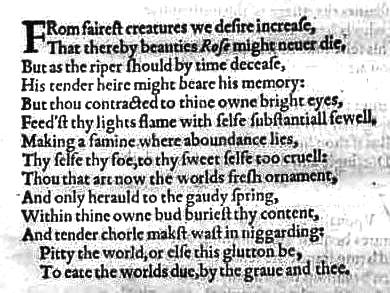 FRom faireſt creatures we deſire increaſe,
That thereby beauties Roſe might neuer die,
But as the riper ſhould by time deceaſe,
His tender heire might beare his memory:
But thou contracted to thine owne bright eyes,
Feed'ſt thy lights flame with ſelfe ſubſtantiall fewell,
Making a famine where aboundance lies,
Thy ſelfe thy foe, to thy ſweet ſelfe too cruell:
Thou that art now the worlds freſh ornament,
And only herauld to the gaudy ſpring,
Within thine owne bud burieſt thy content,
And tender chorle makſt waſt in niggarding:
Pitty the world, or elſe this glutton be,
To eate the worlds due, by the graue and thee.